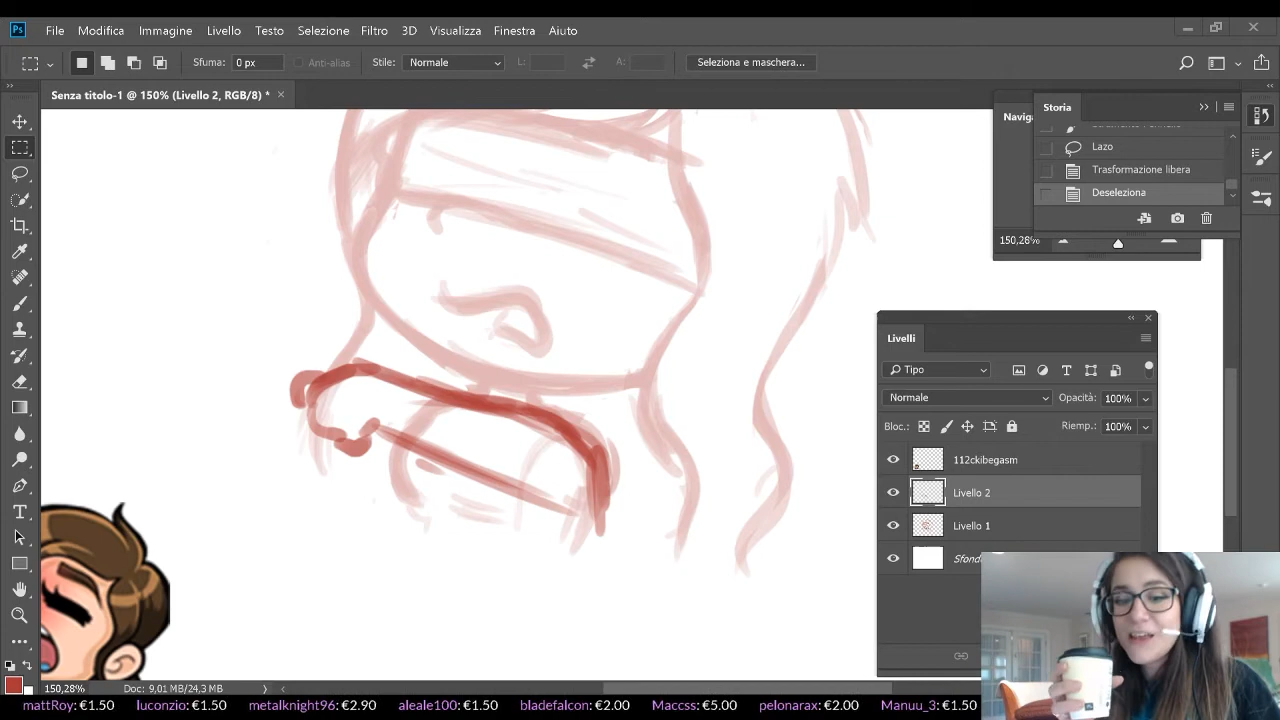 Ps File Modifica Immagine Livello Testo Selezione Filtro 3D Visualizza Finestra Aiuto
Sfuma: 0 px Anti-alias Stile: Normale L: A: Seleziona e maschera...
Senza titolo-1 @ 150% (Livello 2, RGB/8) *
Storia
Naviga
Lazo
Trasformazione libera
Deseleziona
150,28%
Livelli
Tipo
Normale Opacità: 100%
Bloc.: Riemp.: 100%
112ckibegasm
Livello 2
Livello 1
Sfondo
150,28% Doc: 9,01 MB/24,3 MB
mattRoy: €1.50 luconzio: €1.50 metalknight96: €2.90 aleale100: €1.50 bladefalcon: €2.00 Maccss: €5.00 pelonarax: €2.00 Manuu_3: €1.50